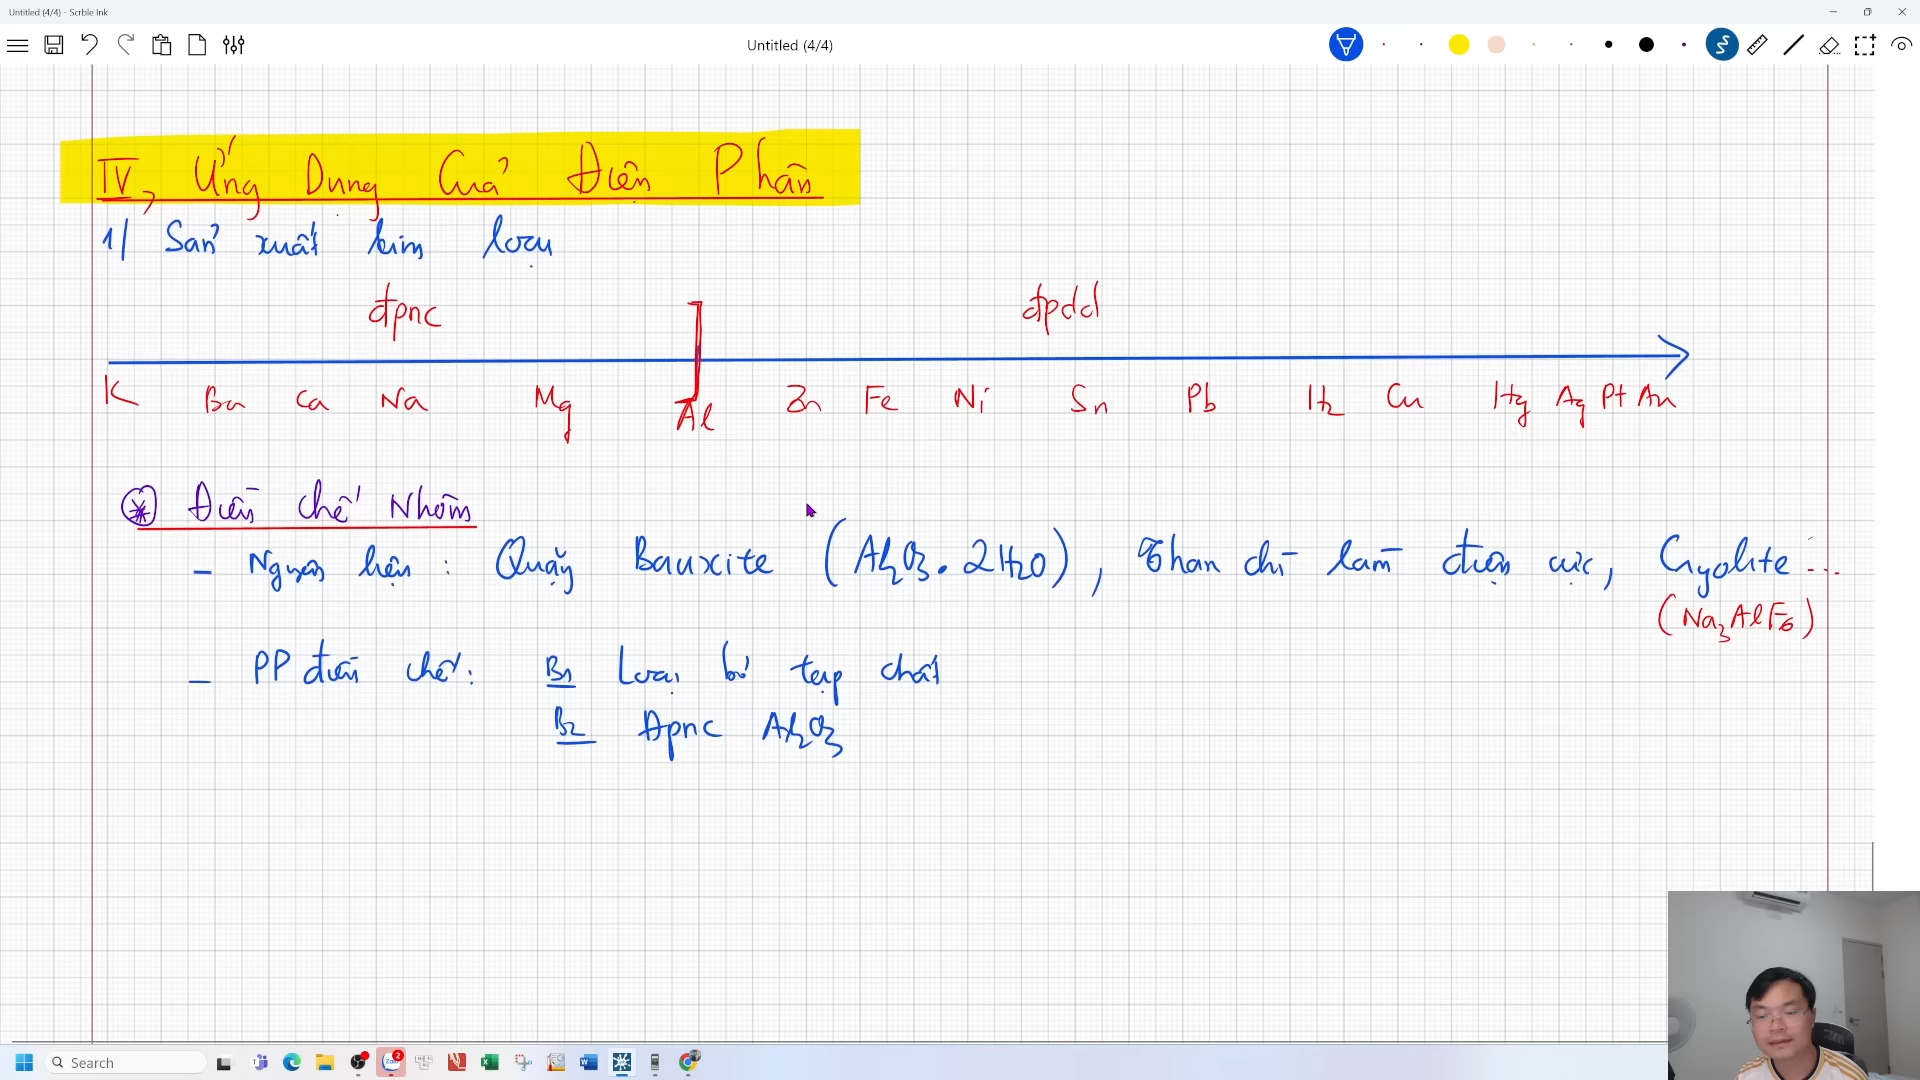 Untitled (4/4) - Scrble Ink
Untitled (4/4)
IV, Ứng Dụng Của Điện Phân
1/ Sản xuất kim loại
đpnc đpdd
K Ba Ca Na Mg Al Zn Fe Ni Sn Pb H2 Cu Hg Ag Pt Au
* Điều chế Nhôm
- Nguyên liệu : Quặng Bauxite (Al2O3.2H2O), Than chì làm điện cực, Cryolite ...
(Na3AlF6)
- PP điều chế: B1 Loại bỏ tạp chất
B2 Đpnc Al2O3
Search